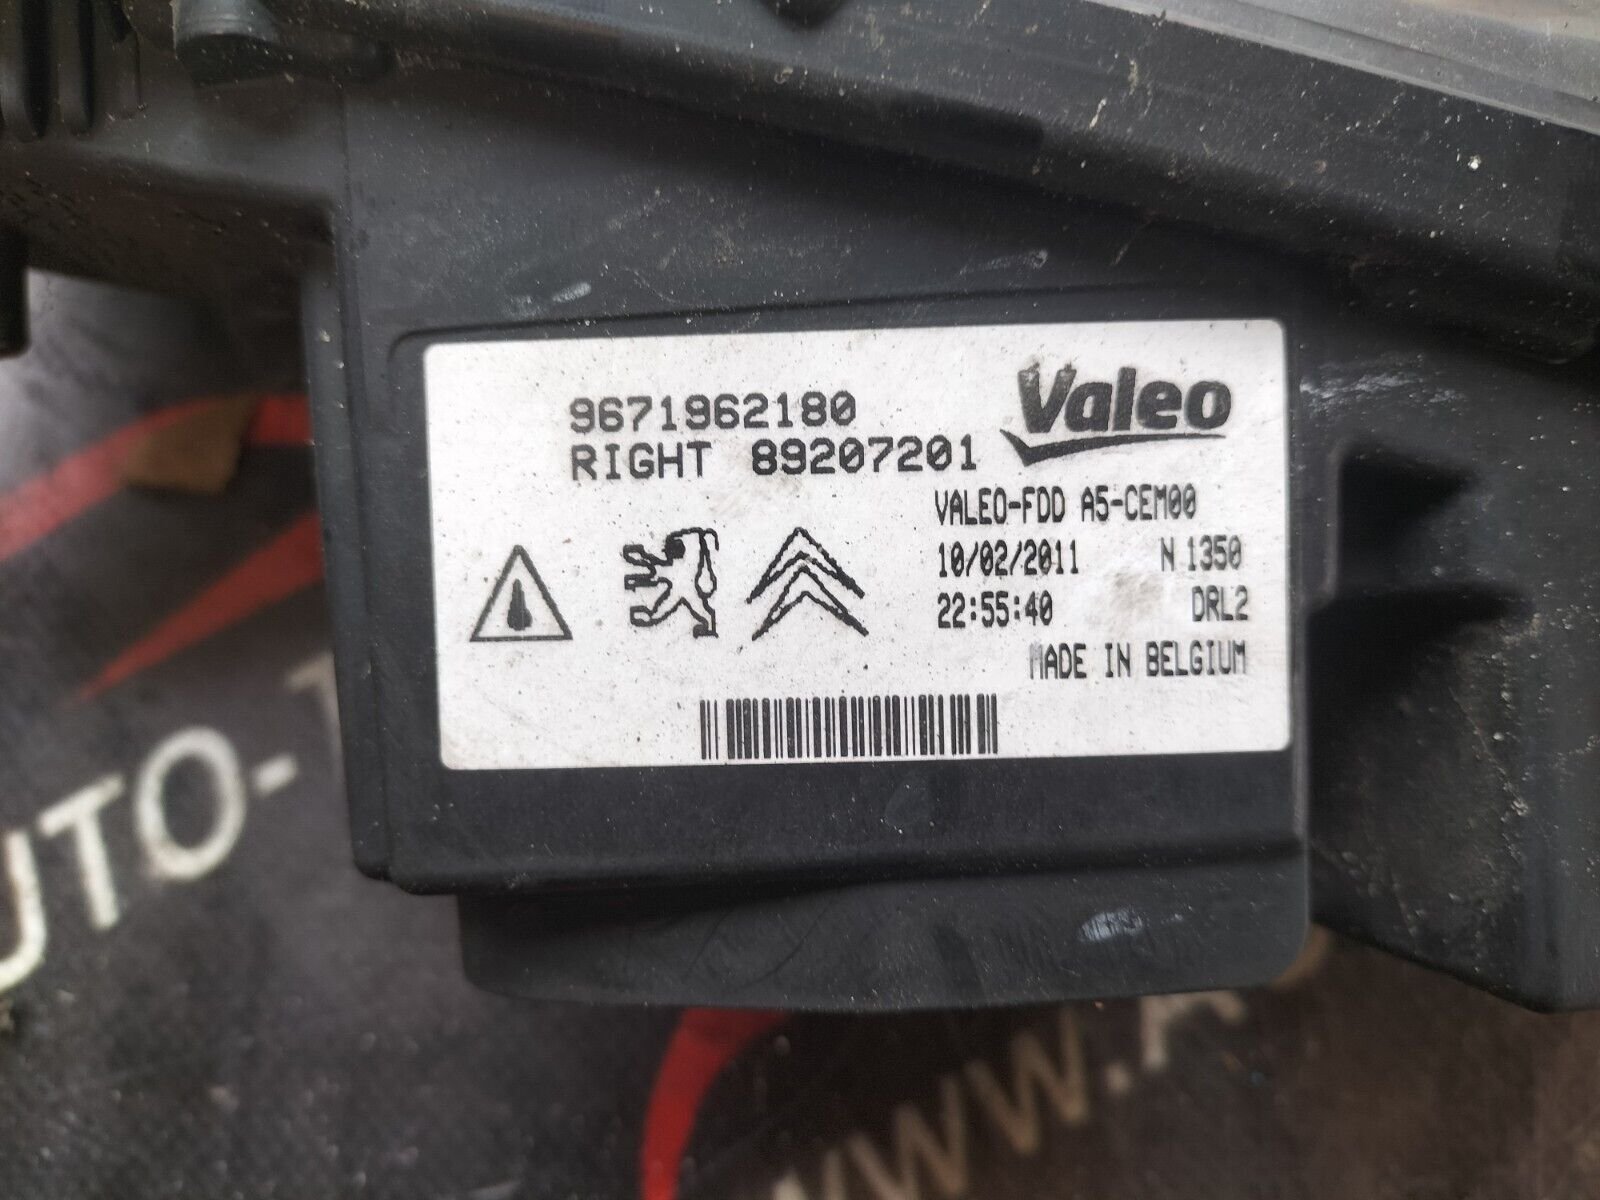 9671962180
RIGHT 89207201
Valeo
VALEO-FDD A5-CEM00
10/02/2011 N 1350
22:55:40 DRL2
MADE IN BELGIUM
UTO-
WWW.A